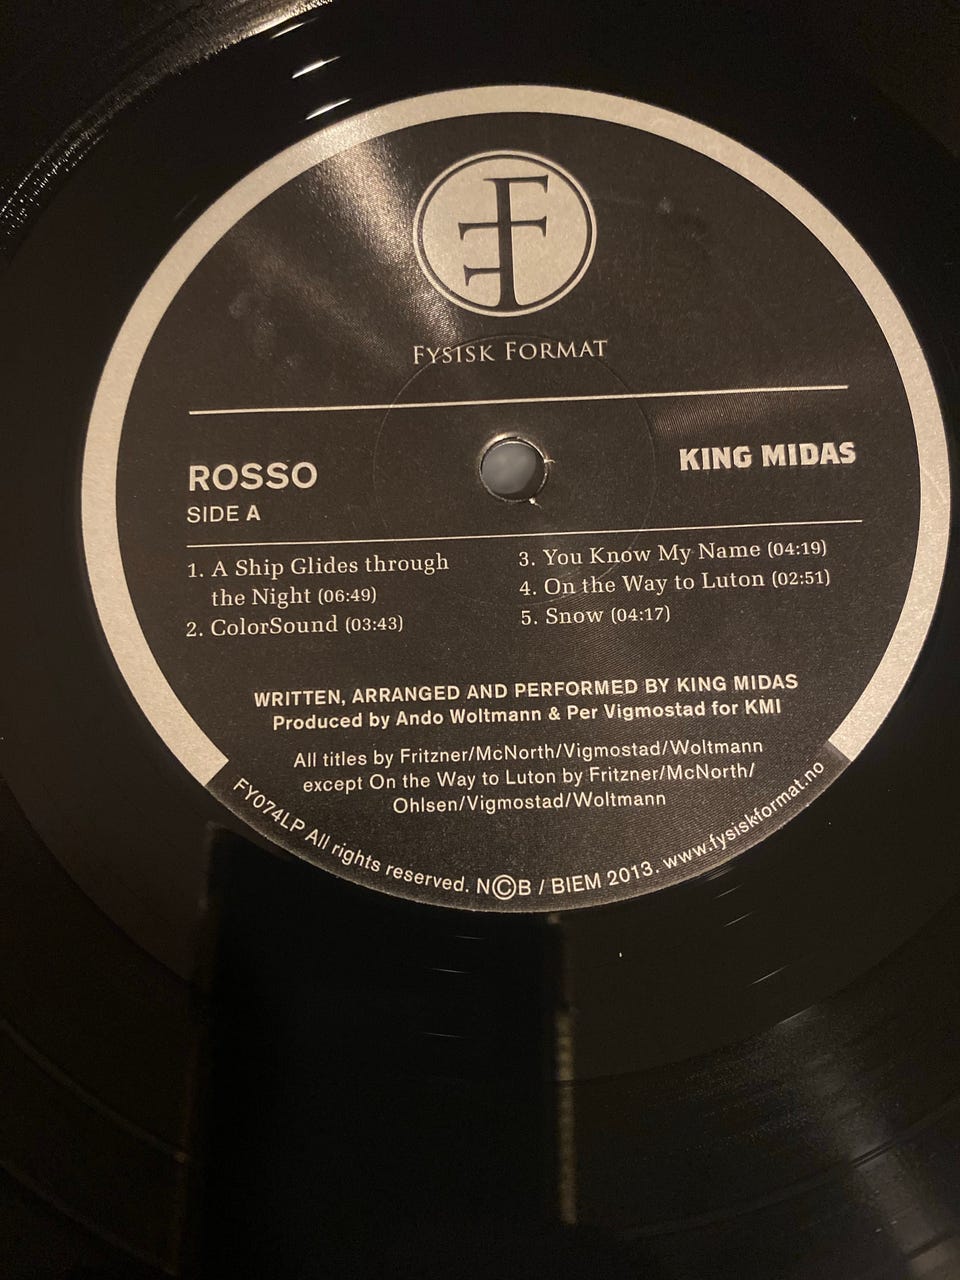 FYSISK FORMAT
ROSSO
KING MIDAS
SIDE A
1. A Ship Glides through
the Night (06:49)
2. ColorSound (03:43)
3. You Know My Name (04:19)
4. On the Way to Luton (02:51)
5. Snow (04:17)
WRITTEN, ARRANGED AND PERFORMED BY KING MIDAS
Produced by Ando Woltmann & Per Vigmostad for KMI
All titles by Fritzner/McNorth/Vigmostad/Woltmann
except On the Way to Luton by Fritzner/McNorth/
Ohlsen/Vigmostad/Woltmann
FY074LP All rights reserved. N©B / BIEM 2013. www.fysiskformat.no